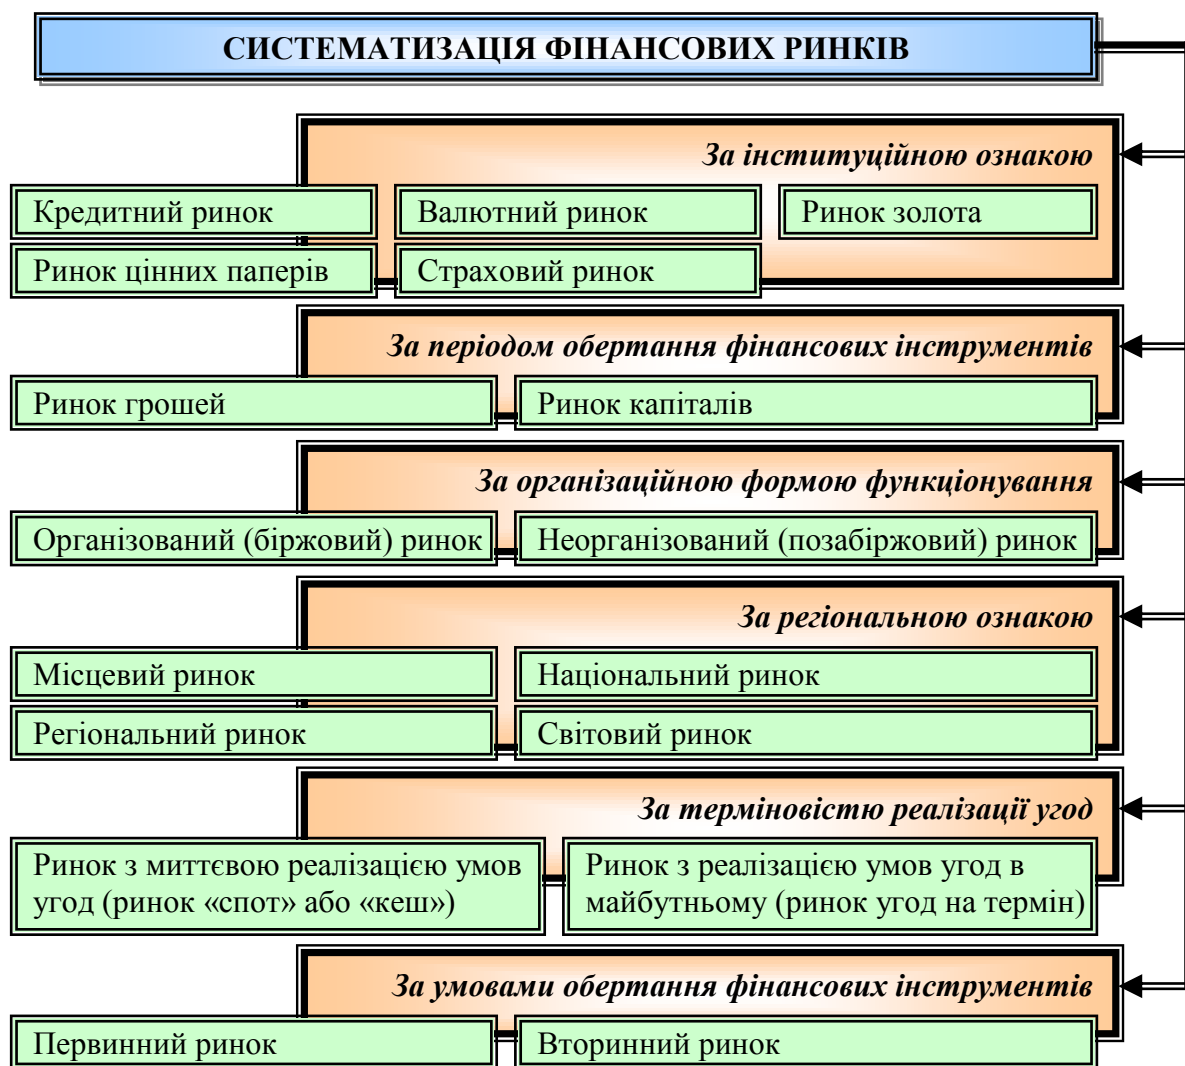 СИСТЕМАТИЗАЦІЯ ФІНАНСОВИХ РИНКІВ
За інституційною ознакою
Кредитний ринок
Валютний ринок
Ринок золота
Ринок цінних паперів
Страховий ринок
За періодом обертання фінансових інструментів
Ринок грошей
Ринок капіталів
За організаційною формою функціонування
Організований (біржовий) ринок
Неорганізований (позабіржовий) ринок
За регіональною ознакою
Місцевий ринок
Національний ринок
Регіональний ринок
Світовий ринок
За терміновістю реалізації угод
Ринок з миттєвою реалізацією умов
угод (ринок «спот» або «кеш»)
Ринок з реалізацією умов угод в
майбутньому (ринок угод на термін)
За умовами обертання фінансових інструментів
Первинний ринок
Вторинний ринок